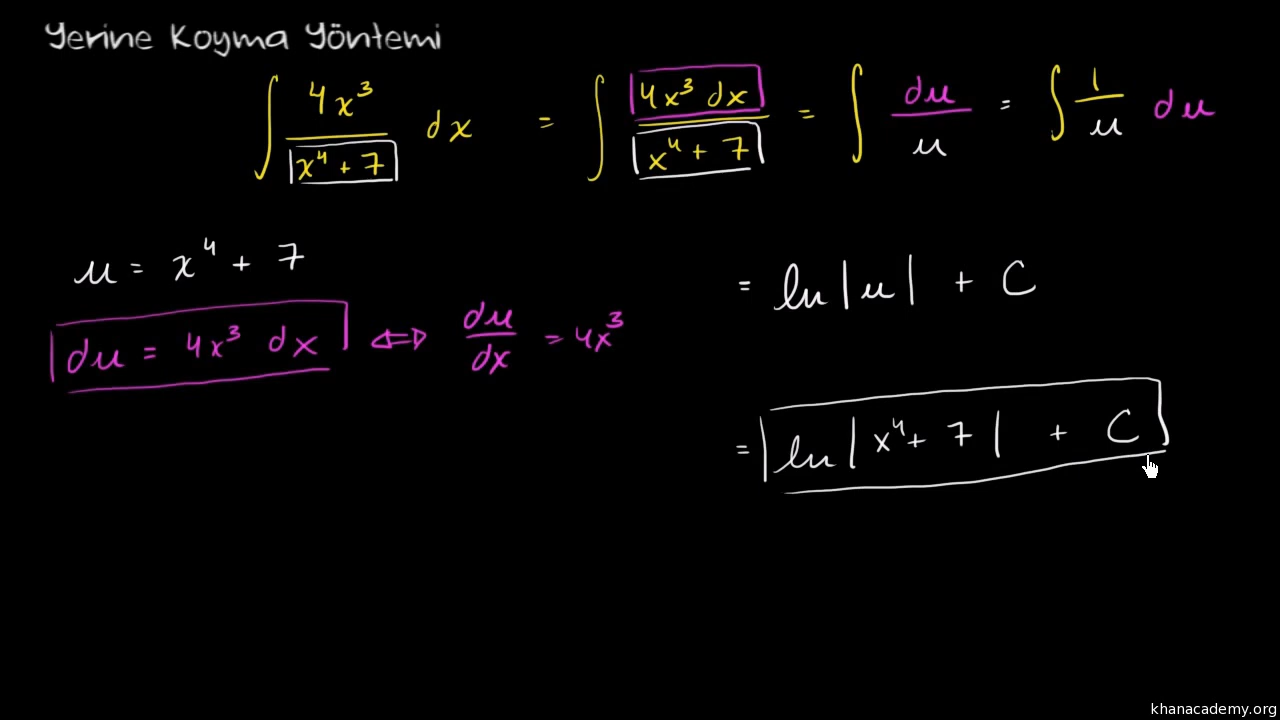 Yerine Koyma Yöntemi
∫ 4x³ / (x⁴ + 7) dx = ∫ 4x³ dx / (x⁴ + 7) = ∫ du / u = ∫ 1/u du
u = x⁴ + 7
= ln|u| + C
du = 4x³ dx ⇔ du/dx = 4x³
= ln|x⁴ + 7| + C
khanacademy.org